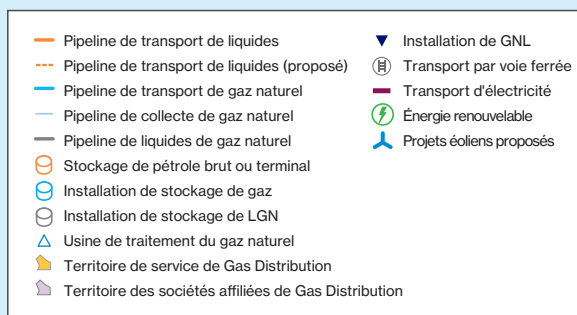 Pipeline de transport de liquides
Pipeline de transport de liquides (proposé)
Pipeline de transport de gaz naturel
Pipeline de collecte de gaz naturel
Pipeline de liquides de gaz naturel
Stockage de pétrole brut ou terminal
Installation de stockage de gaz
Installation de stockage de LGN
Usine de traitement du gaz naturel
Territoire de service de Gas Distribution
Territoire des sociétés affiliées de Gas Distribution
Installation de GNL
Transport par voie ferrée
Transport d'électricité
Énergie renouvelable
Projets éoliens proposés